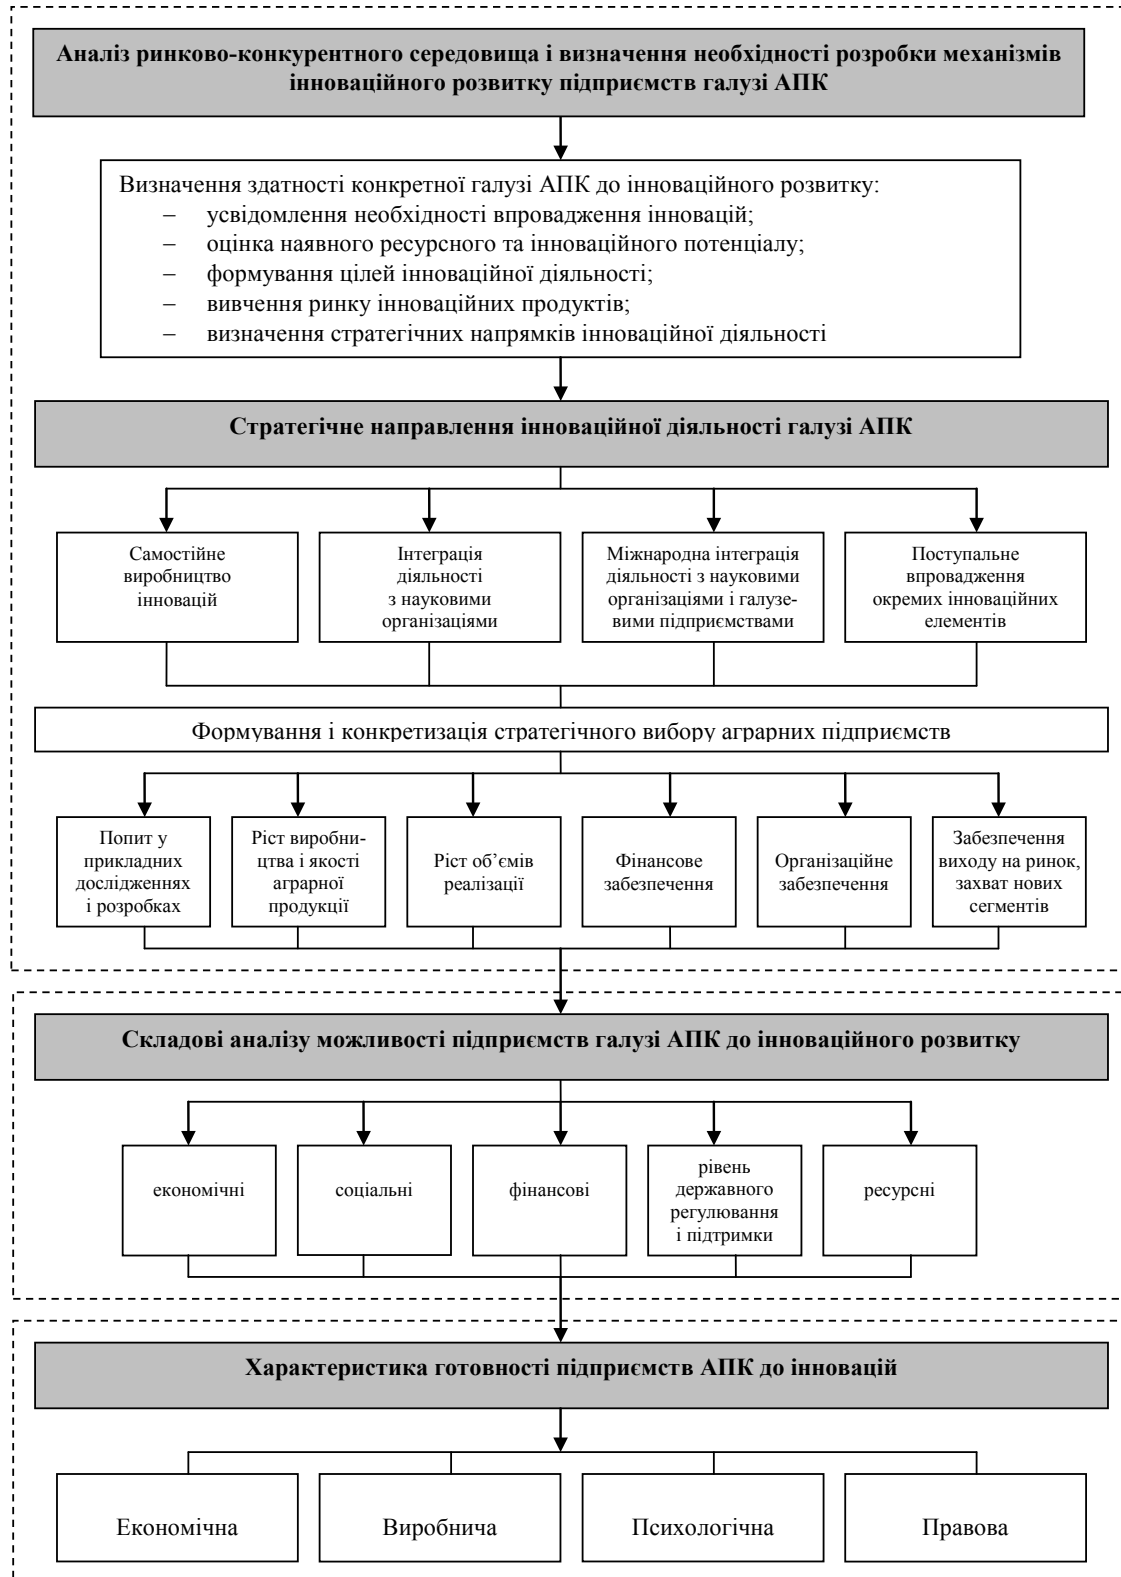 Аналіз ринково-конкурентного середовища і визначення необхідності розробки механізмів
інноваційного розвитку підприємств галузі АПК
Визначення здатності конкретної галузі АПК до інноваційного розвитку:
– усвідомлення необхідності впровадження інновацій;
– оцінка наявного ресурсного та інноваційного потенціалу;
– формування цілей інноваційної діяльності;
– вивчення ринку інноваційних продуктів;
– визначення стратегічних напрямків інноваційної діяльності
Стратегічне направлення інноваційної діяльності галузі АПК
Самостійне
виробництво
інновацій
Інтеграція
діяльності
з науковими
організаціями
Міжнародна інтеграція
діяльності з науковими
організаціями і галузе-
вими підприємствами
Поступальне
впровадження
окремих інноваційних
елементів
Формування і конкретизація стратегічного вибору аграрних підприємств
Попит у
прикладних
дослідженнях
і розробках
Ріст виробни-
цтва і якості
аграрної
продукції
Ріст об’ємів
реалізації
Фінансове
забезпечення
Організаційне
забезпечення
Забезпечення
виходу на ринок,
захват нових
сегментів
Складові аналізу можливості підприємств галузі АПК до інноваційного розвитку
економічні
соціальні
фінансові
рівень
державного
регулювання
і підтримки
ресурсні
Характеристика готовності підприємств АПК до інновацій
Економічна
Виробнича
Психологічна
Правова